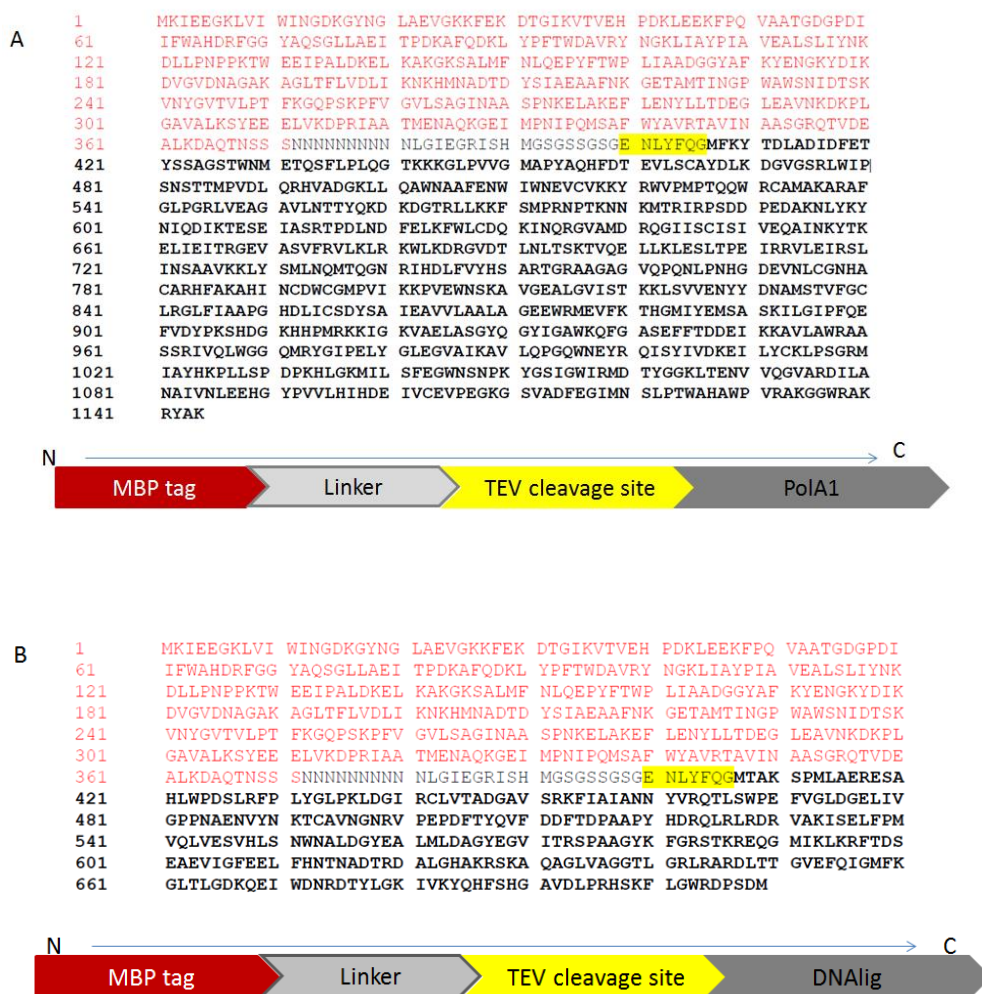 A
1 MKIEEGKLVI WINGDKGYNG LAEVGKKFEK DTGIKVTVEH PDKLEEKFPQ VAATGDGPDI
61 IFWAHDRFGG YAQSGLLAEI TPDKAFQDKL YPFTWDAVRY NGKLIAYPIA VEALSLIYNK
121 DLLPNPPKTW EEIPALDKEL KAKGKSALMF NLQEPYFTWP LIAADGGYAF KYENGKYDIK
181 DVGVDNAGAK AGLTFLVDLI KNKHMNADTD YSIAEAAFNK GETAMTINGP WAWSNIDTSK
241 VNYGVTVLPT FKGQPSKPFV GVLSAGINAA SPNKELAKEF LENYLLTDEG LEAVNKDKPL
301 GAVALKSYEE ELVKDPRIAA TMENAQKGEI MPNIPQMSAF WYAVRTAVIN AASGRQTVDE
361 ALKDAQTNSS SNNNNNNNNN NLGIEGRISH MGSGSSGSGE NLYFQGMFKY TDLADIDFET
421 YSSAGSTWNM ETQSFLPLQG TKKKGLPVVG MAPYAQHFDT EVLSCAYDLK DGVGSRLWIP
481 SNSTTMPVDL QRHVADGKLL QAWNAAFENW IWNEVCVKKY RWVPMPTQQW RCAMAKARAF
541 GLPGRLVEAG AVLNTTYQKD KDGTRLLKKF SMPRNPTKNN KMTRIRPSDD PEDAKNLYKY
601 NIQDIKTESE IASRTPDLND FELKFWLCDQ KINQRGVAMD RQGIISCISI VEQAINKYTK
661 ELIEITRGEV ASVFRVLKLR KWLKDRGVDT LNLTSKTVQE LLKLESLTPE IRRVLEIRSL
721 INSAAVKKLY SMLNQMTQGN RIHDLFVYHS ARTGRAAGAG VQPQNLPNHG DEVNLCGNHA
781 CARHFAKAHI NCDWCGMPVI KKPVEWNSKA VGEALGVIST KKLSVVENYY DNAMSTVFGC
841 LRGLFIAAPG HDLICSDYSA IEAVVLAALA GEEWRMEVFK THGMIYEMSA SKILGIPFQE
901 FVDYPKSHDG KHHPMRKKIG KVAELASGYQ GYIGAWKQFG ASEFFTDDEI KKAVLAWRAA
961 SSRIVQLWGG QMRYGIPELY GLEGVAIKAV LQPGQWNEYR QISYIVDKEI LYCKLPSGRM
1021 IAYHKPLLSP DPKHLGKMIL SFEGWNSNPK YGSIGWIRMD TYGGKLTENV VQGVARDILA
1081 NAIVNLEEHG YPVVLHIHDE IVCEVPEGKG SVADFEGIMN SLPTWAHAWP VRAKGGWRAK
1141 RYAK
N C
MBP tag Linker TEV cleavage site PolA1
B
1 MKIEEGKLVI WINGDKGYNG LAEVGKKFEK DTGIKVTVEH PDKLEEKFPQ VAATGDGPDI
61 IFWAHDRFGG YAQSGLLAEI TPDKAFQDKL YPFTWDAVRY NGKLIAYPIA VEALSLIYNK
121 DLLPNPPKTW EEIPALDKEL KAKGKSALMF NLQEPYFTWP LIAADGGYAF KYENGKYDIK
181 DVGVDNAGAK AGLTFLVDLI KNKHMNADTD YSIAEAAFNK GETAMTINGP WAWSNIDTSK
241 VNYGVTVLPT FKGQPSKPFV GVLSAGINAA SPNKELAKEF LENYLLTDEG LEAVNKDKPL
301 GAVALKSYEE ELVKDPRIAA TMENAQKGEI MPNIPQMSAF WYAVRTAVIN AASGRQTVDE
361 ALKDAQTNSS SNNNNNNNNN NLGIEGRISH MGSGSSGSGE NLYFQGMTAK SPMLAERESA
421 HLWPDSLRFP LYGLPKLDGI RCLVTADGAV SRKFIAIANN YVRQTLSWPE FVGLDGELIV
481 GPPNAENVYN KTCAVNGNRV PEPDFTYQVF DDFTDPAAPY HDRQLRLRDR VAKISELFPM
541 VQLVESVHLS NWNALDGYEA LMLDAGYEGV ITRSPAAGYK FGRSTKREQG MIKLKRFTDS
601 EAEVIGFEEL FHNTNADTRD ALGHAKRSKA QAGLVAGGTL GRLRARDLTT GVEFQIGMFK
661 GLTLGDKQEI WDNRDTYLGK IVKYQHFSHG AVDLPRHSKF LGWRDPSDM
N C
MBP tag Linker TEV cleavage site DNAlig